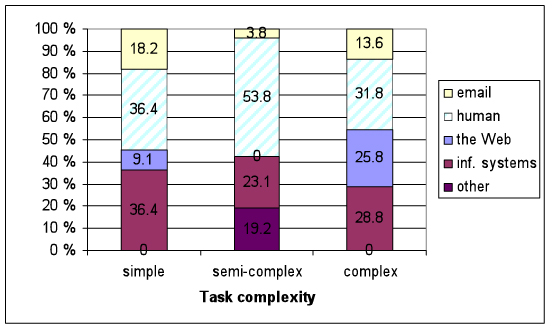 100 %
90 %
80 %
70 %
60 %
50 %
40 %
30 %
20 %
10 %
0 %
18.2
36.4
9.1
36.4
0
3.8
53.8
0
23.1
19.2
13.6
31.8
25.8
28.8
0
simple
semi-complex
complex
Task complexity
email
human
the Web
inf. systems
other